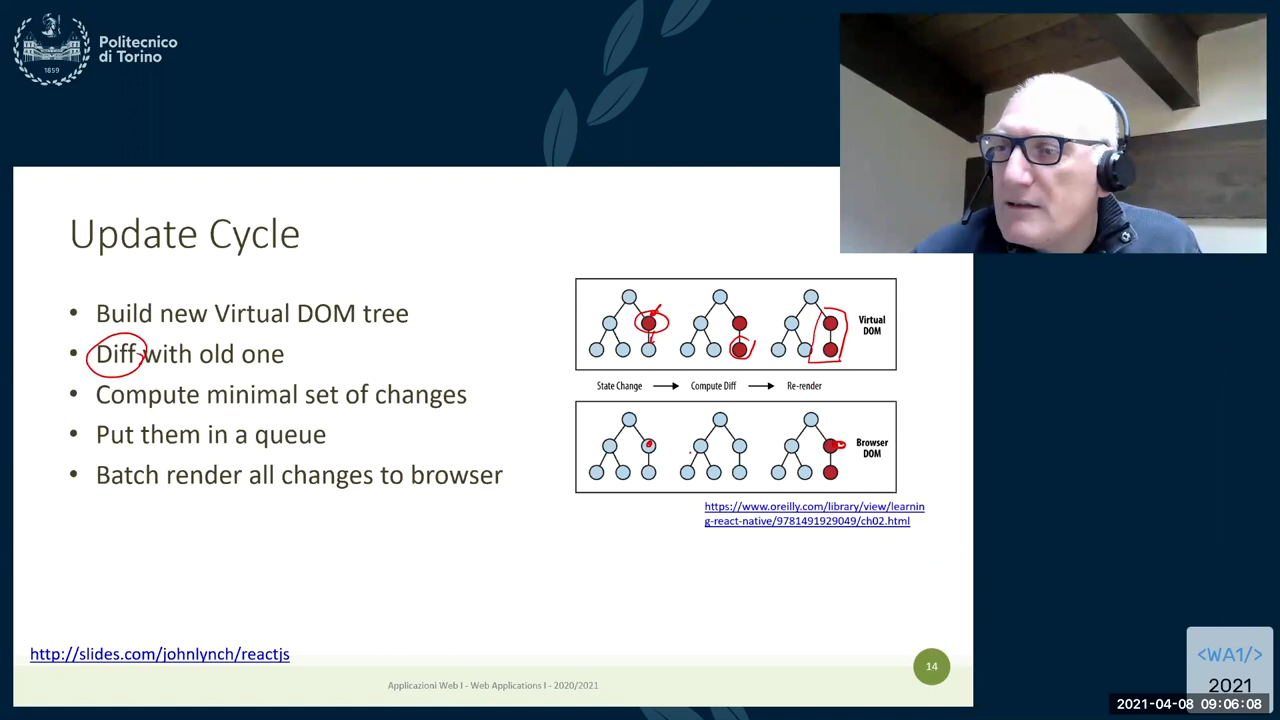 Politecnico
di Torino
1859
Update Cycle
• Build new Virtual DOM tree
• Diff with old one
• Compute minimal set of changes
• Put them in a queue
• Batch render all changes to browser
Virtual
DOM
State Change
Compute Diff
Re-render
Browser
DOM
https://www.oreilly.com/library/view/learnin
g-react-native/9781491929049/ch02.html
http://slides.com/johnlynch/reactjs
Applicazioni Web I - Web Applications I - 2020/2021
14
<WA1/>
2021
2021-04-08 09:06:08